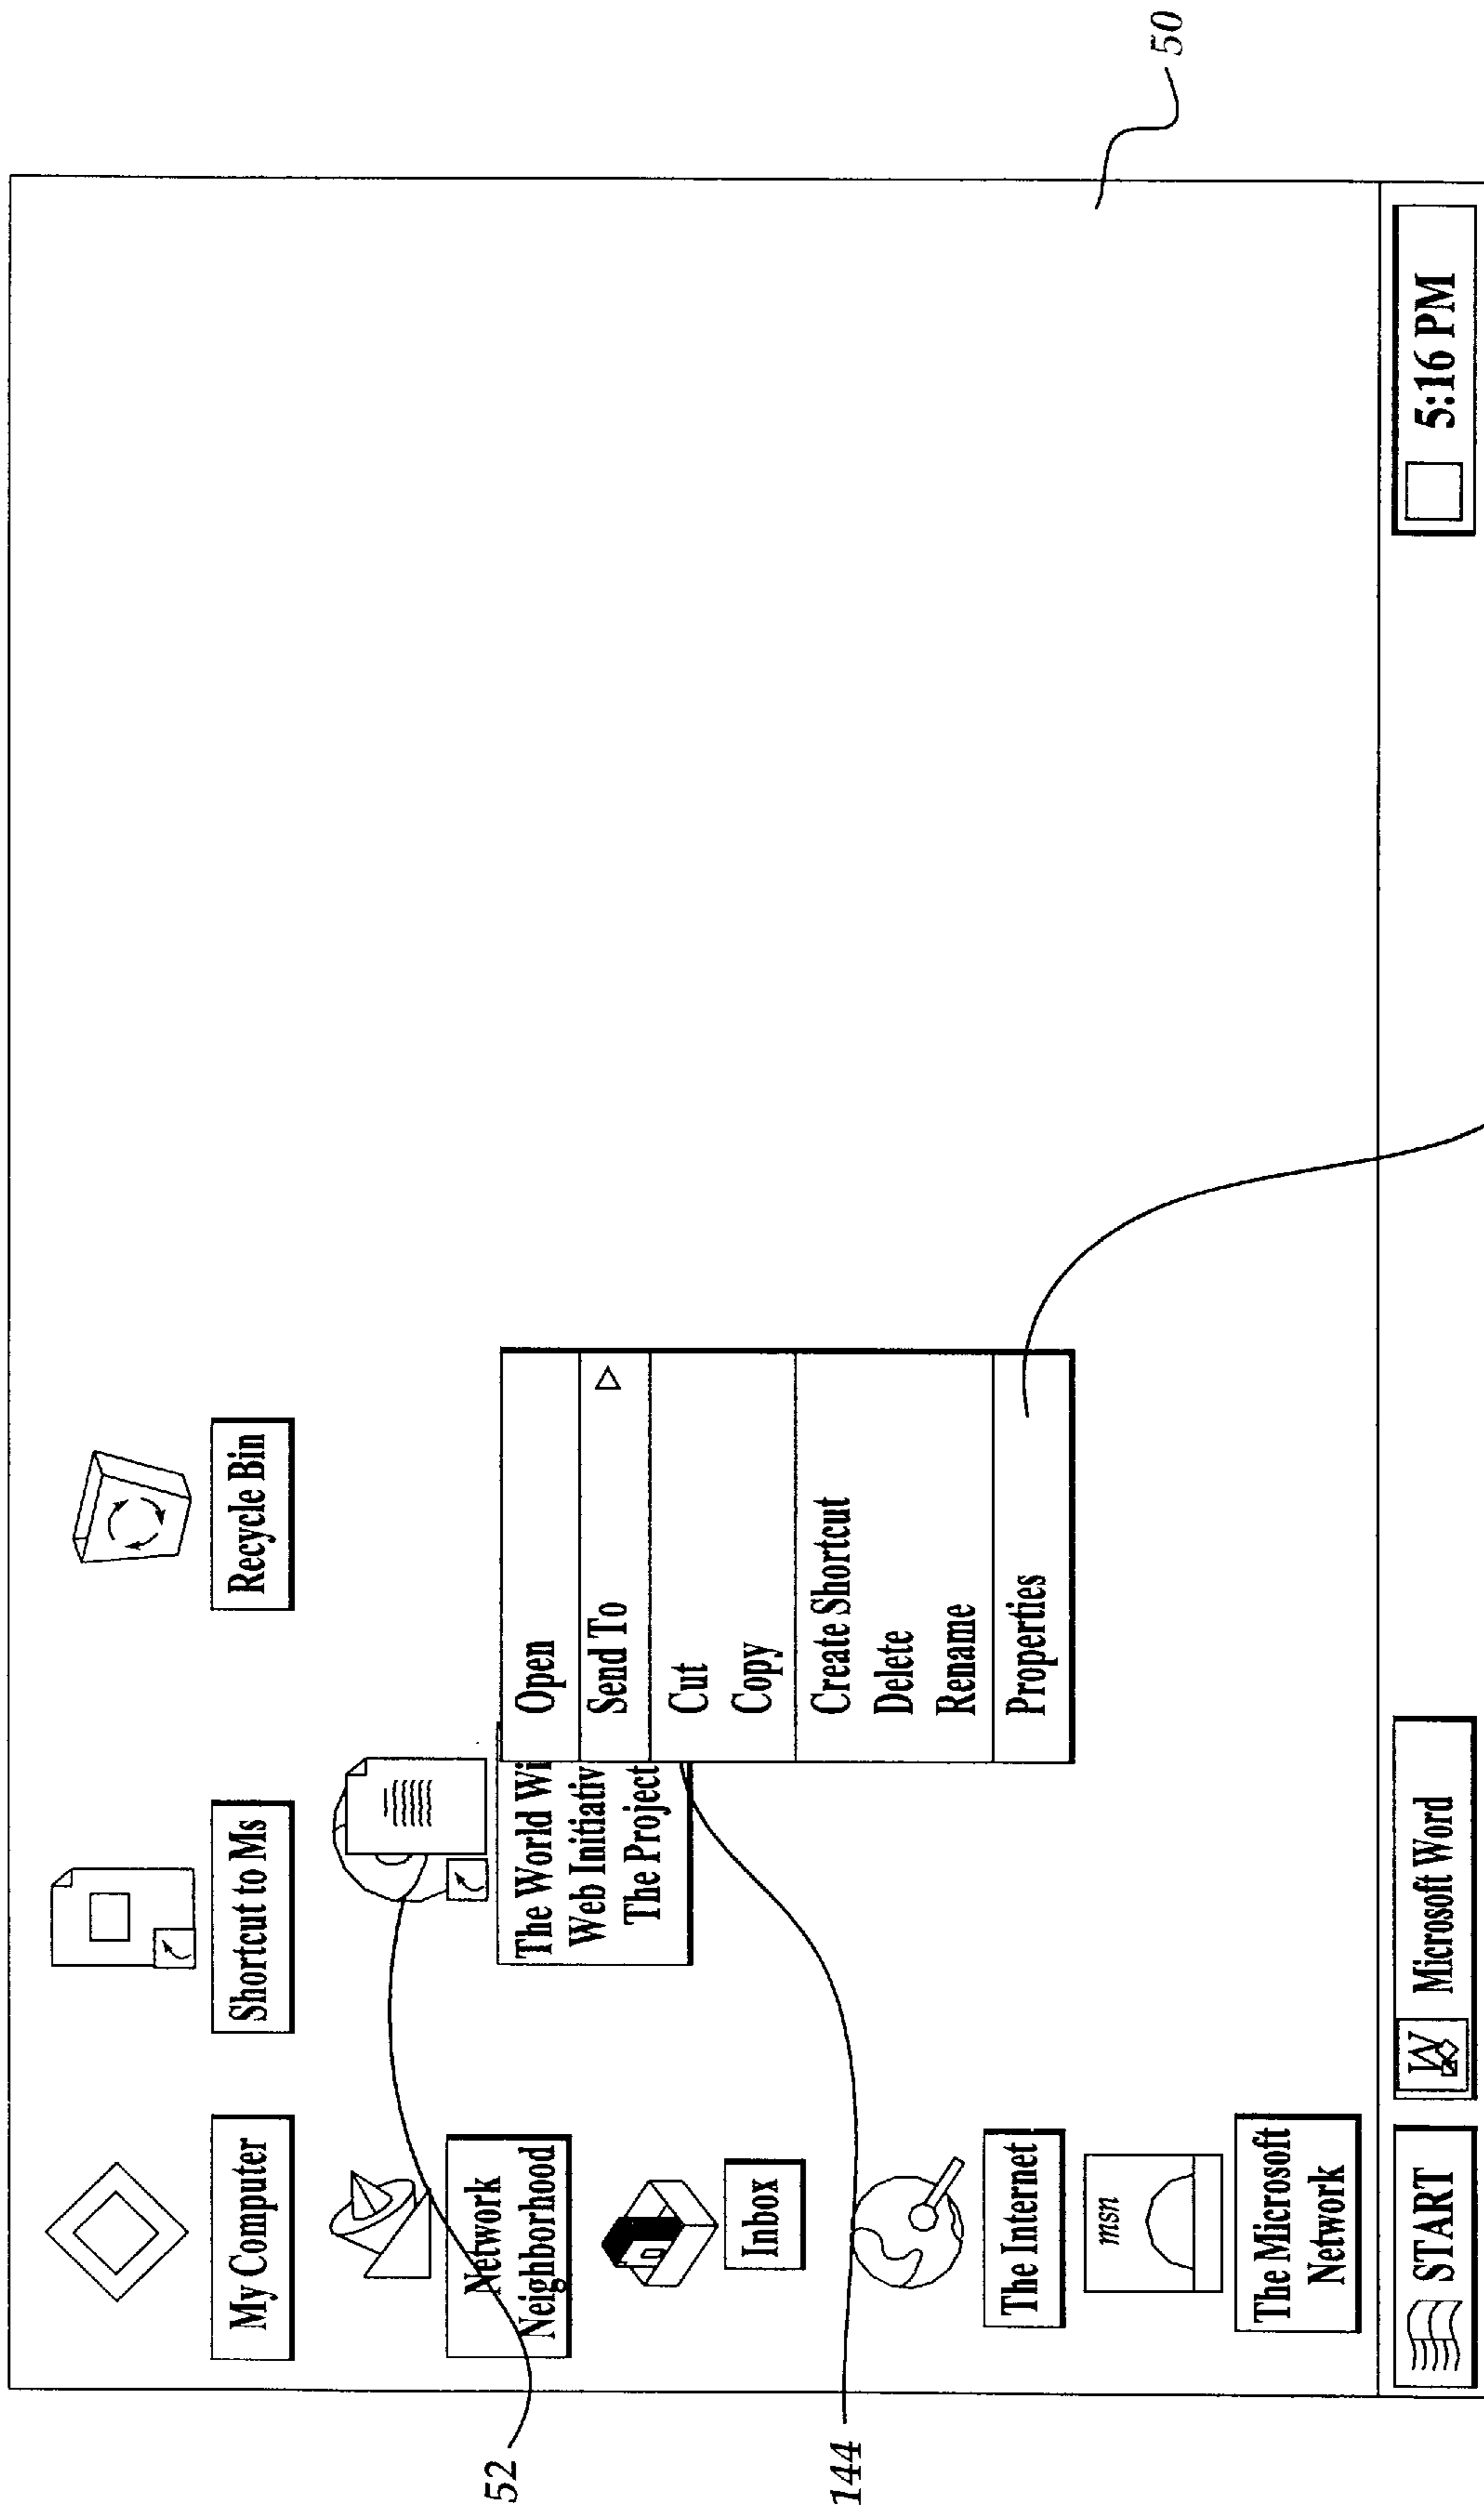 My Computer
Shortcut to Ms
Recycle Bin
Network
Neighborhood
The World Wi
Web Initiativ
The Project
Open
Send To
Cut
Copy
Create Shortcut
Delete
Rename
Properties
Inbox
The Internet
msn
The Microsoft
Network
START
W
Microsoft Word
5:16 PM
52
144
50